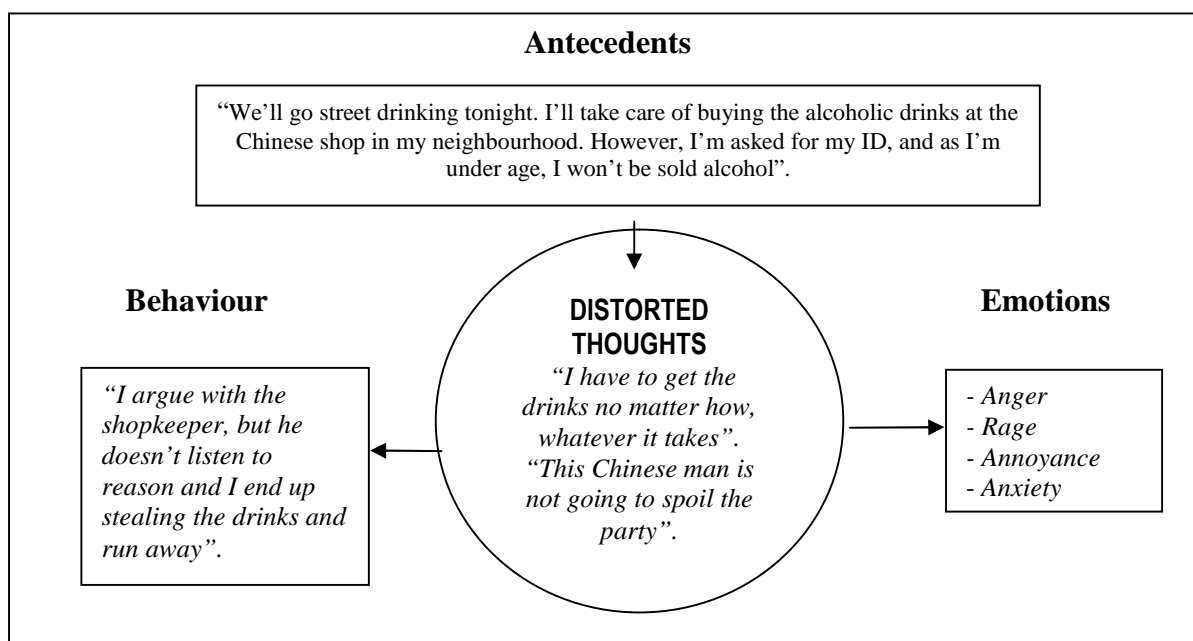 Antecedents
“We’ll go street drinking tonight. I’ll take care of buying the alcoholic drinks at the
Chinese shop in my neighbourhood. However, I’m asked for my ID, and as I’m
under age, I won’t be sold alcohol”.
Behaviour
“I argue with the
shopkeeper, but he
doesn’t listen to
reason and I end up
stealing the drinks and
run away”.
DISTORTED
THOUGHTS
“I have to get the
drinks no matter how,
whatever it takes”.
“This Chinese man is
not going to spoil the
party”.
Emotions
- Anger
- Rage
- Annoyance
- Anxiety